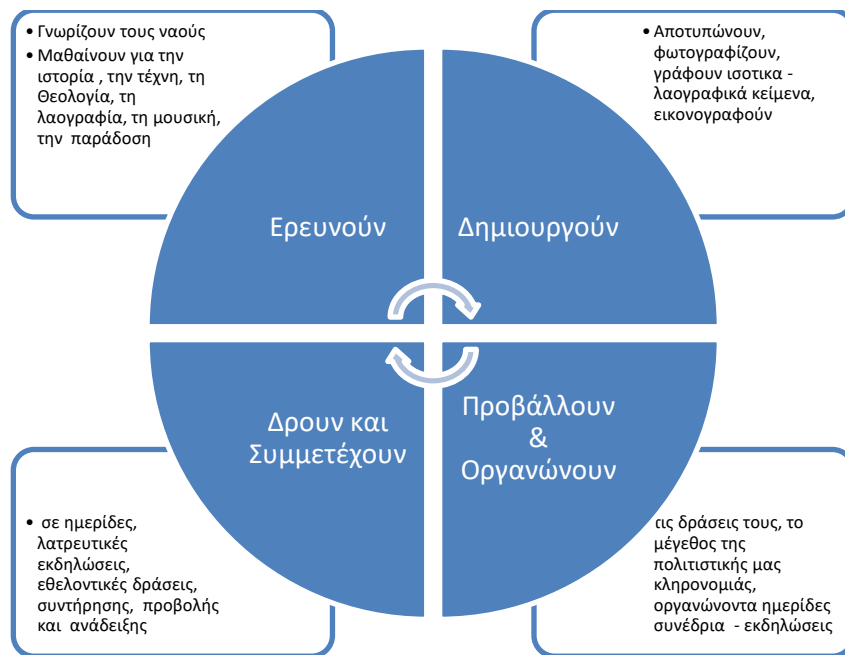 • Γνωρίζουν τους ναούς
• Μαθαίνουν για την
ιστορία , την τέχνη, τη
Θεολογία, τη
λαογραφία, τη μουσική,
την παράδοση
• Αποτυπώνουν,
φωτογραφίζουν,
γράφουν ισοτικα -
λαογραφικά κείμενα,
εικονογραφούν
Ερευνούν
Δημιουργούν
Δρουν και
Συμμετέχουν
Προβάλλουν
&
Οργανώνουν
• σε ημερίδες,
λατρευτικές
εκδηλώσεις,
εθελοντικές δράσεις,
συντήρησης, προβολής
και ανάδειξης
τις δράσεις τους, το
μέγεθος της
πολιτιστικής μας
κληρονομιάς,
οργανώνοντα ημερίδες
συνέδρια - εκδηλώσεις